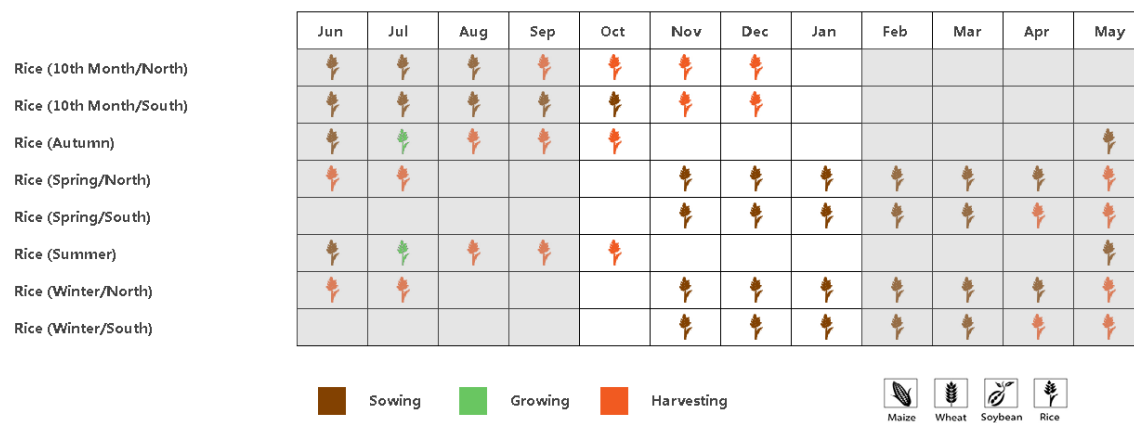 Jun Jul Aug Sep Oct Nov Dec Jan Feb Mar Apr May
Rice (10th Month/North)
Rice (10th Month/South)
Rice (Autumn)
Rice (Spring/North)
Rice (Spring/South)
Rice (Summer)
Rice (Winter/North)
Rice (Winter/South)
Sowing Growing Harvesting
Maize Wheat Soybean Rice